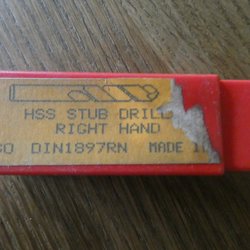 HSS STUB DRILL
RIGHT HAND
DIN1897RN MADE